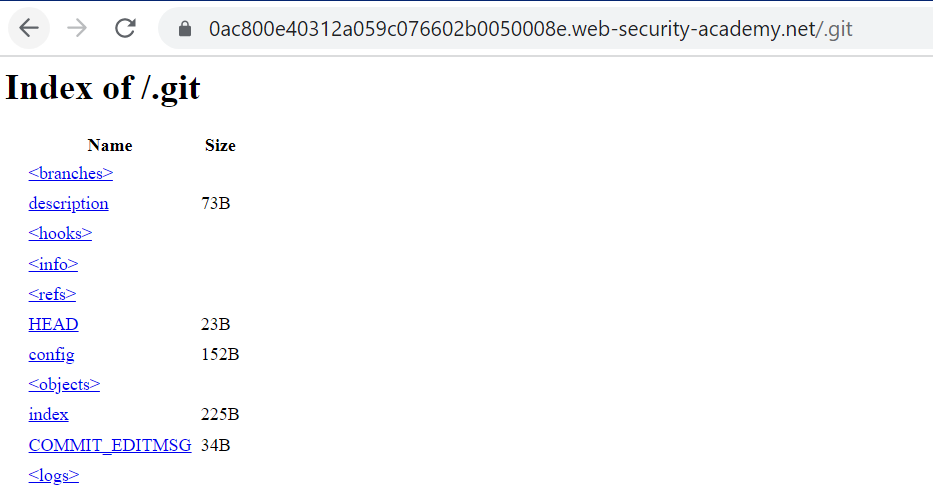 0ac800e40312a059c076602b0050008e.web-security-academy.net/.git
Index of /.git
Name Size
<branches>
description 73B
<hooks>
<info>
<refs>
HEAD 23B
config 152B
<objects>
index 225B
COMMIT_EDITMSG 34B
<logs>